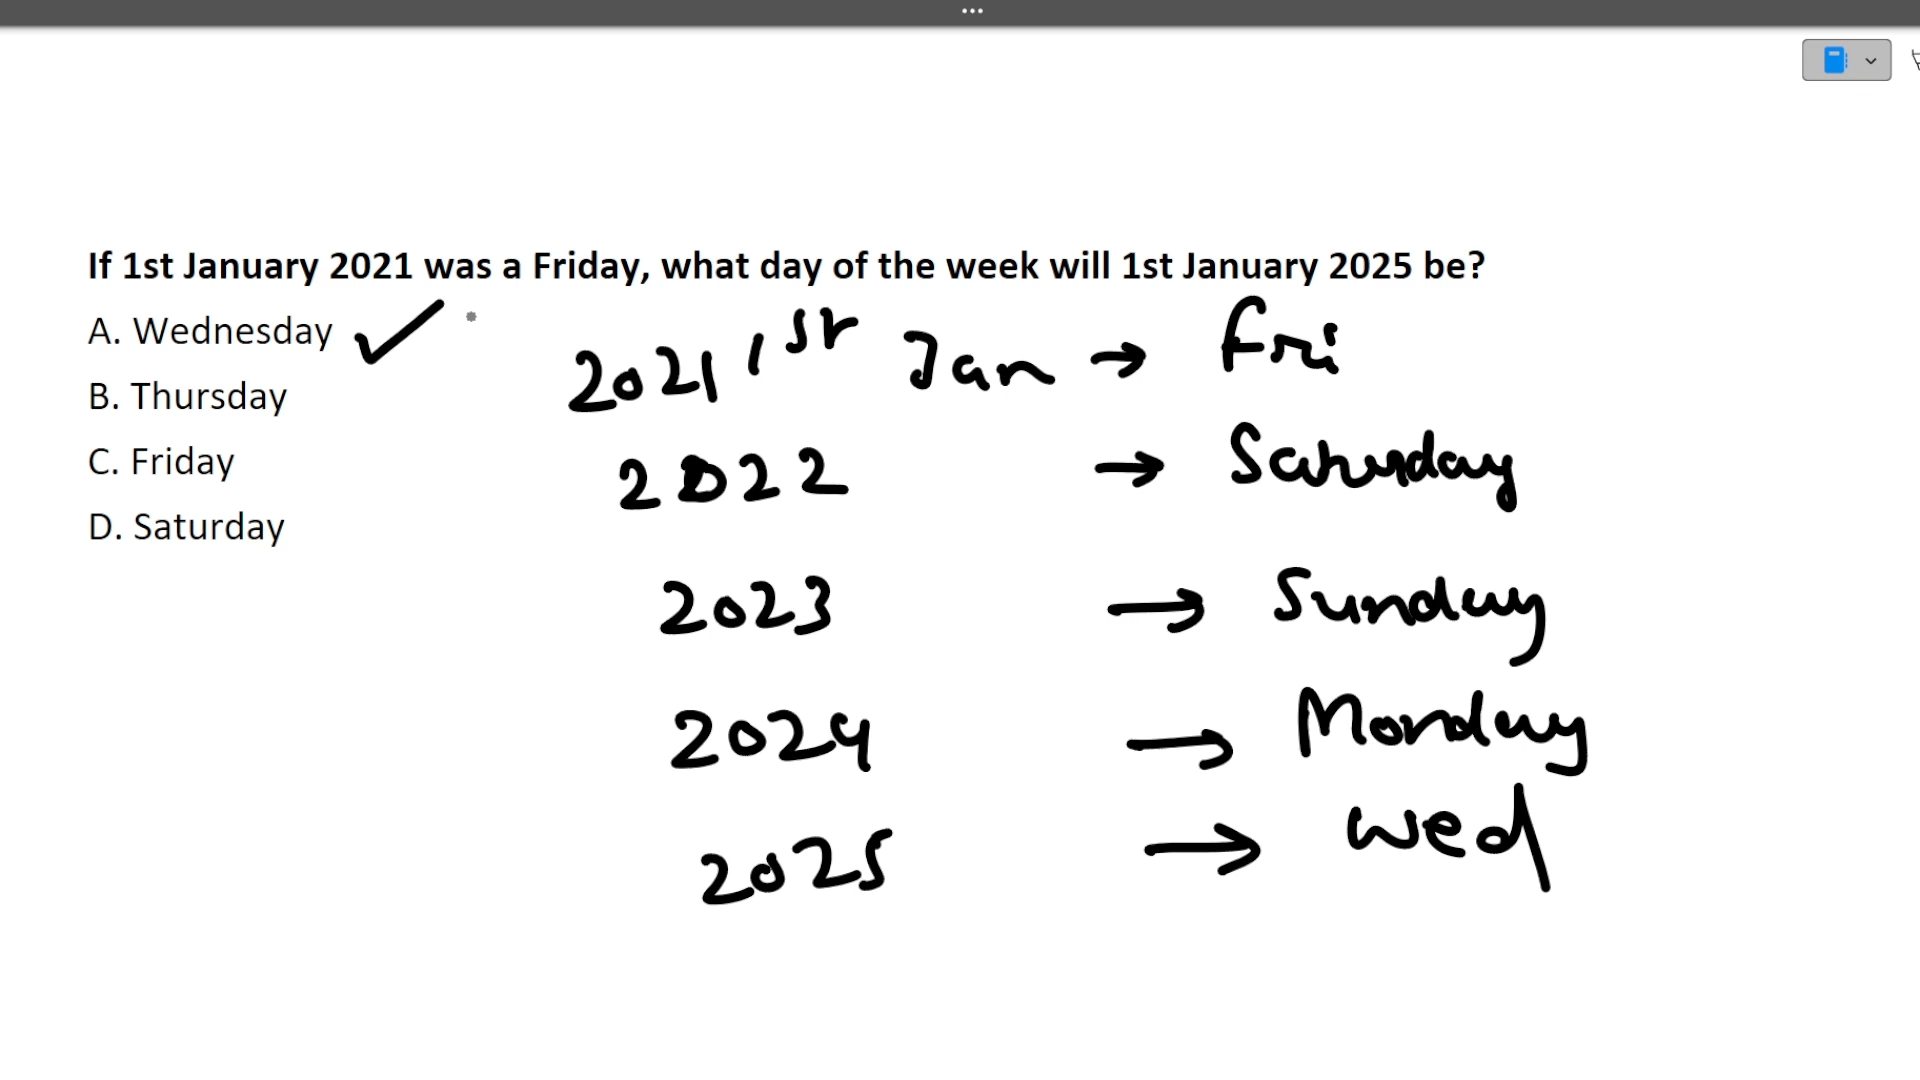 If 1st January 2021 was a Friday, what day of the week will 1st January 2025 be?
A. Wednesday
B. Thursday
C. Friday
D. Saturday
2021 1st Jan → Fri
2022 → Saturday
2023 → Sunday
2024 → Monday
2025 → wed